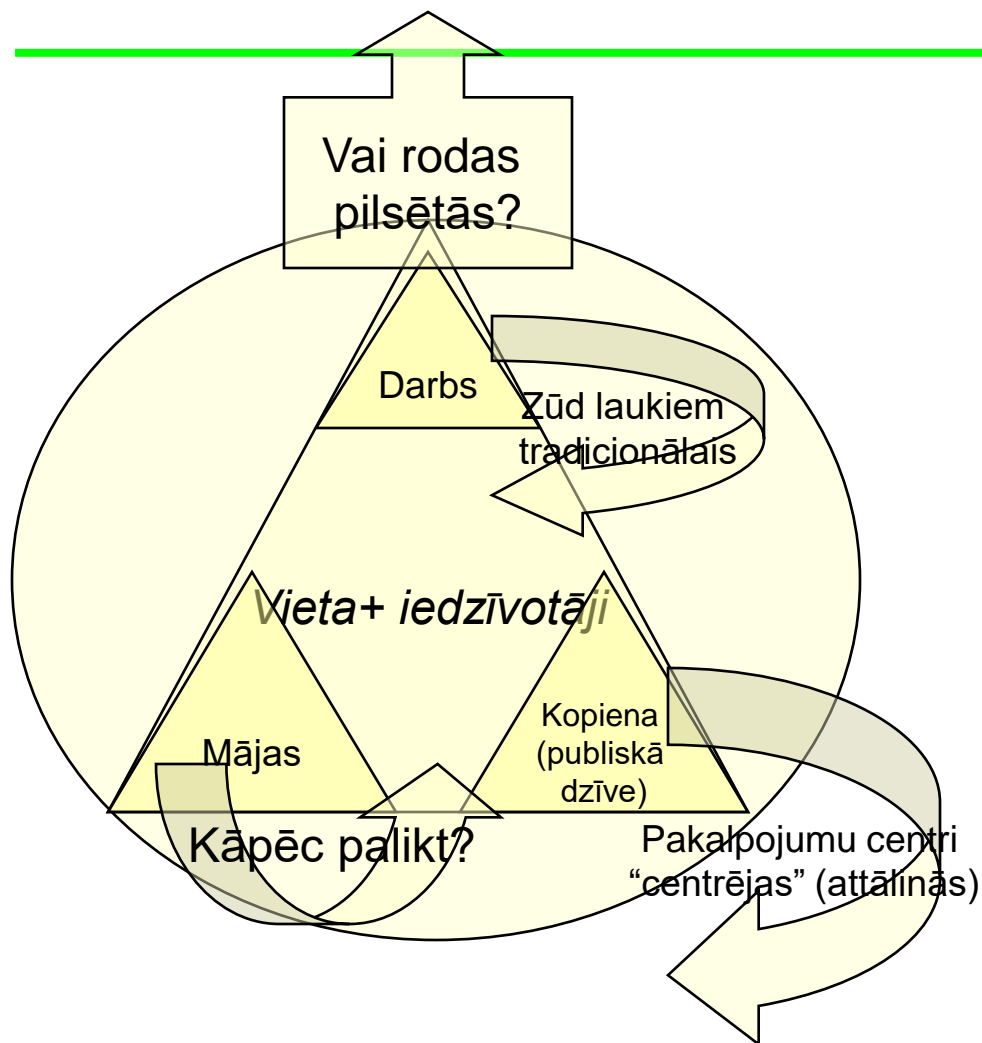 Vai rodas
pilsētās?
Darbs
Zūd laukiem
tradicionālais
Vieta+ iedzīvotāji
Mājas
Kopiena
(publiskā
dzīve)
Kāpēc palikt?
Pakalpojumu centri
“centrējas” (attālinās)